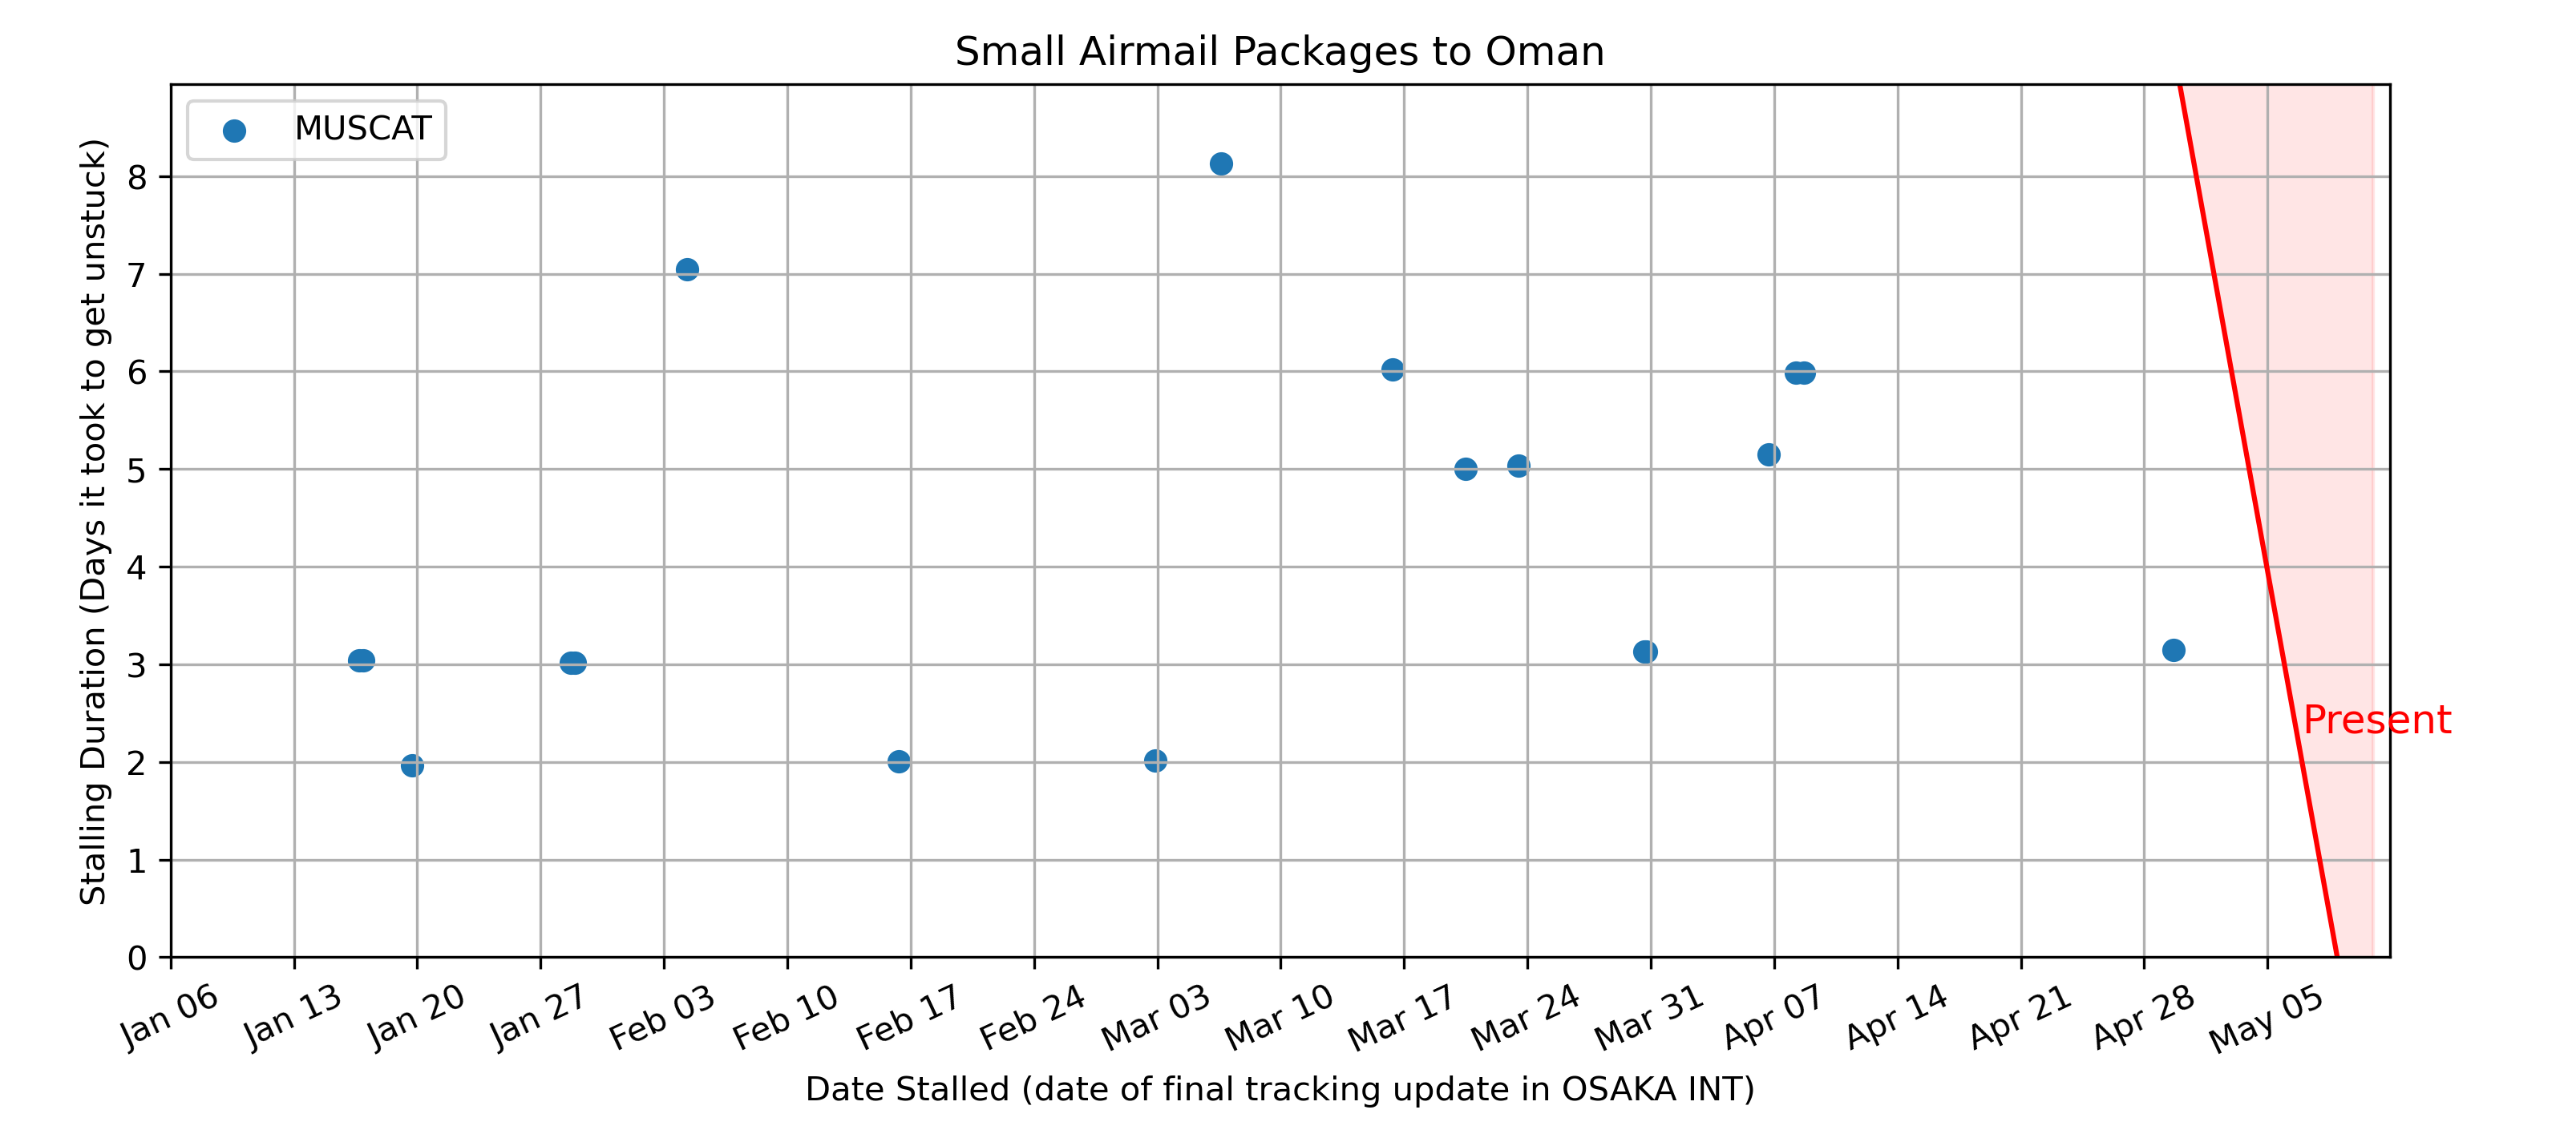 Small Airmail Packages to Oman
MUSCAT
Stalling Duration (Days it took to get unstuck)
8
7
6
5
4
3
2
1
0
Present
Jan 06 Jan 13 Jan 20 Jan 27 Feb 03 Feb 10 Feb 17 Feb 24 Mar 03 Mar 10 Mar 17 Mar 24 Mar 31 Apr 07 Apr 14 Apr 21 Apr 28 May 05
Date Stalled (date of final tracking update in OSAKA INT)